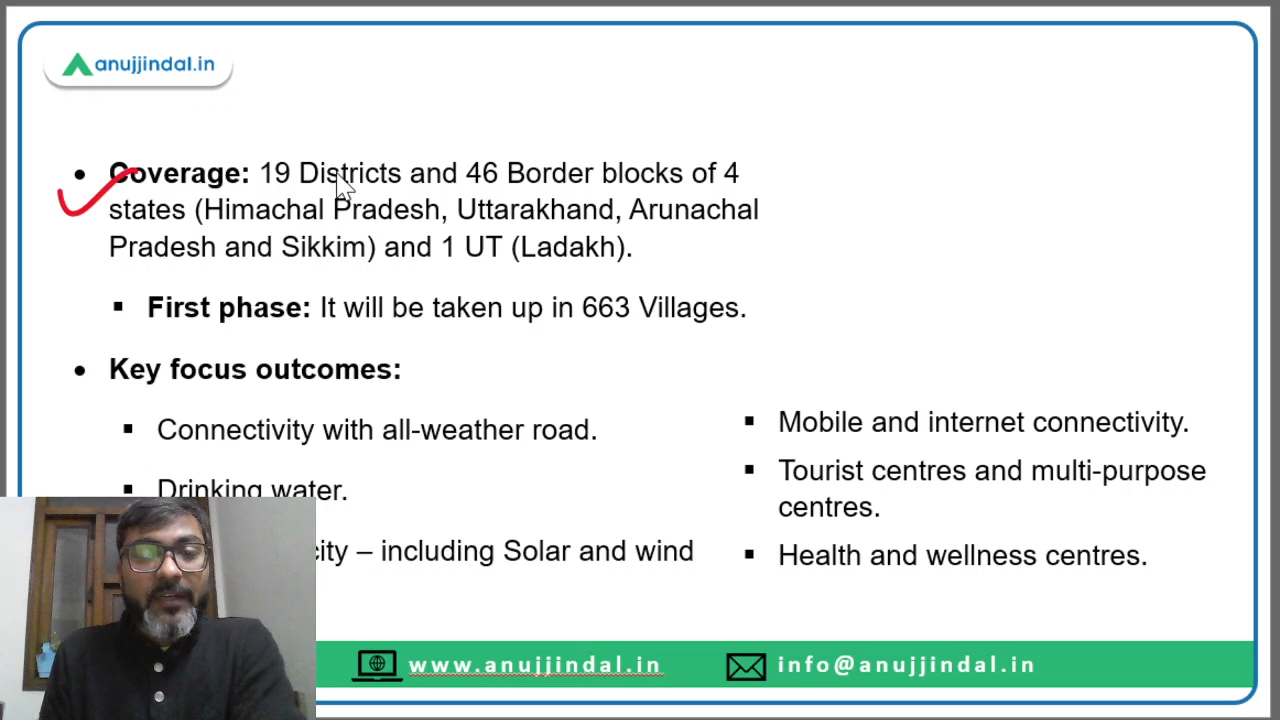 anujjindal.in
Coverage: 19 Districts and 46 Border blocks of 4
states (Himachal Pradesh, Uttarakhand, Arunachal
Pradesh and Sikkim) and 1 UT (Ladakh).
First phase: It will be taken up in 663 Villages.
Key focus outcomes:
Connectivity with all-weather road.
Drinking water.
city – including Solar and wind
Mobile and internet connectivity.
Tourist centres and multi-purpose
centres.
Health and wellness centres.
www.anujjindal.in
info@anujjindal.in